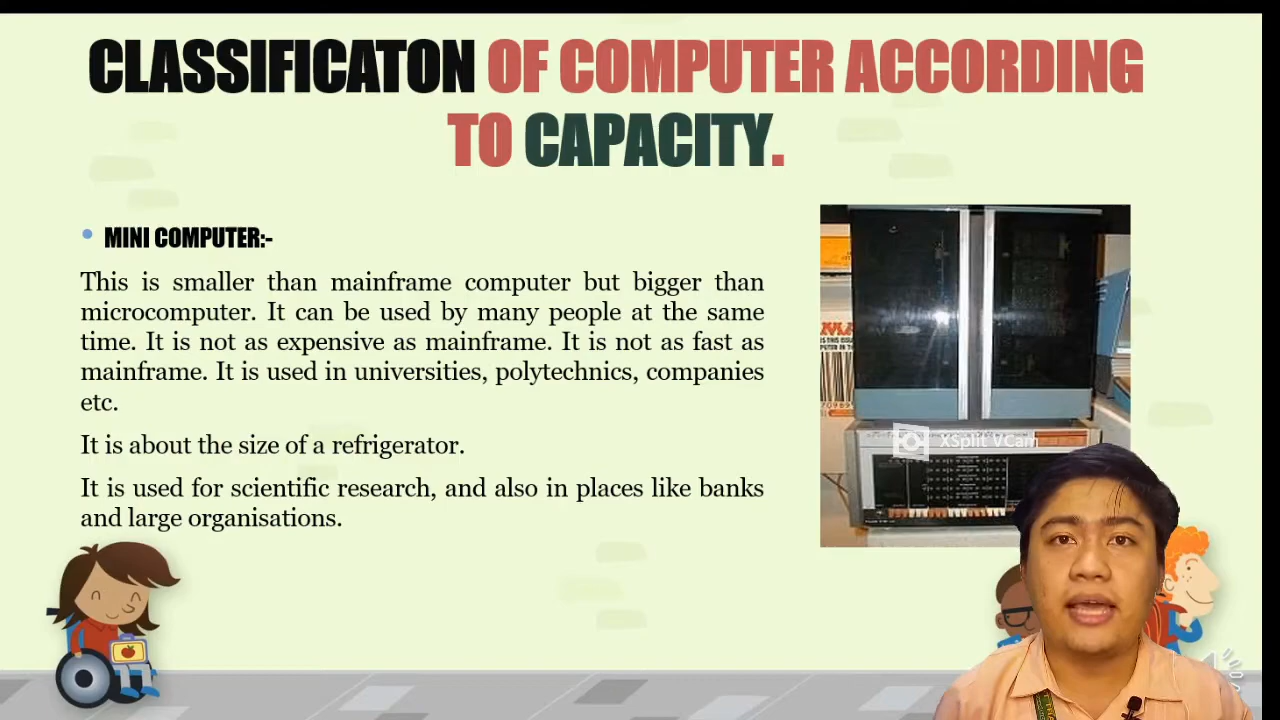 CLASSIFICATON OF COMPUTER ACCORDING
TO CAPACITY.
• MINI COMPUTER:-
This is smaller than mainframe computer but bigger than
microcomputer. It can be used by many people at the same
time. It is not as expensive as mainframe. It is not as fast as
mainframe. It is used in universities, polytechnics, companies
etc.
It is about the size of a refrigerator.
It is used for scientific research, and also in places like banks
and large organisations.
XSplit VCam